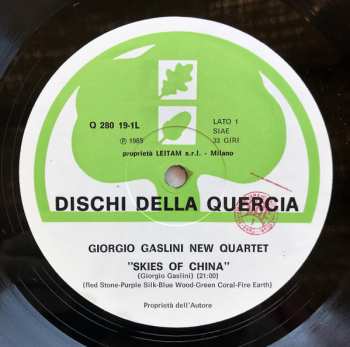 Q 280 19-1L
LATO 1
SIAE
33 GIRI
℗ 1985
proprietà LEITAM s.r.l. - Milano
DISCHI DELLA QUERCIA
GIORGIO GASLINI NEW QUARTET
"SKIES OF CHINA"
(Giorgio Gaslini) (21:00)
(Red Stone-Purple Silk-Blue Wood-Green Coral-Fire Earth)
Proprietà dell'Autore